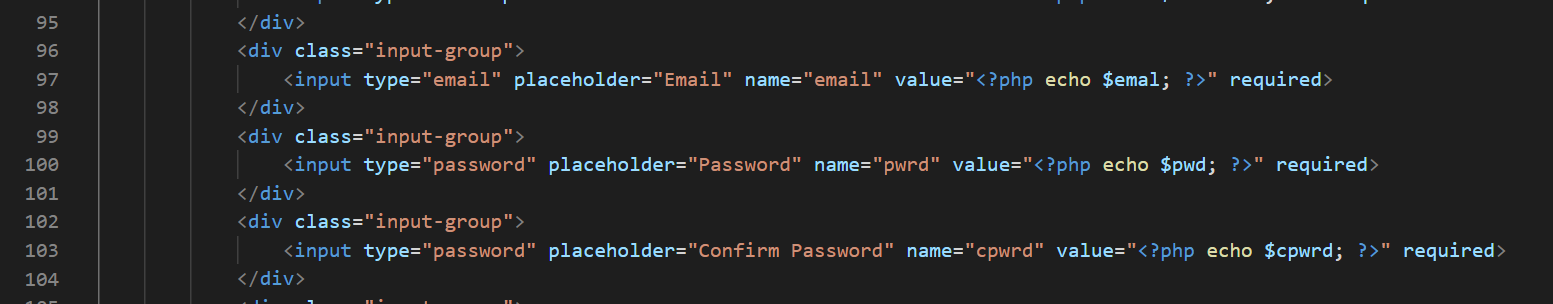 95 </div>
96 <div class="input-group">
97 <input type="email" placeholder="Email" name="email" value="<?php echo $emal; ?>" required>
98 </div>
99 <div class="input-group">
100 <input type="password" placeholder="Password" name="pwrd" value="<?php echo $pwd; ?>" required>
101 </div>
102 <div class="input-group">
103 <input type="password" placeholder="Confirm Password" name="cpwrd" value="<?php echo $cpwrd; ?>" required>
104 </div>